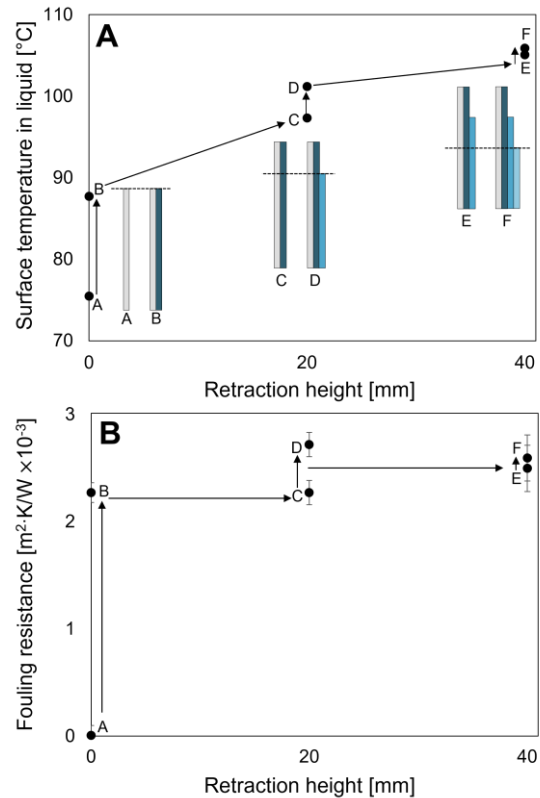 A
Surface temperature in liquid [°C]
110
100
90
80
70
0
20
40
Retraction height [mm]
A
B
C
D
E
F
A
B
C
D
E
F
B
Fouling resistance [m²·K/W ×10⁻³]
3
2
1
0
0
20
40
Retraction height [mm]
A
B
C
D
E
F